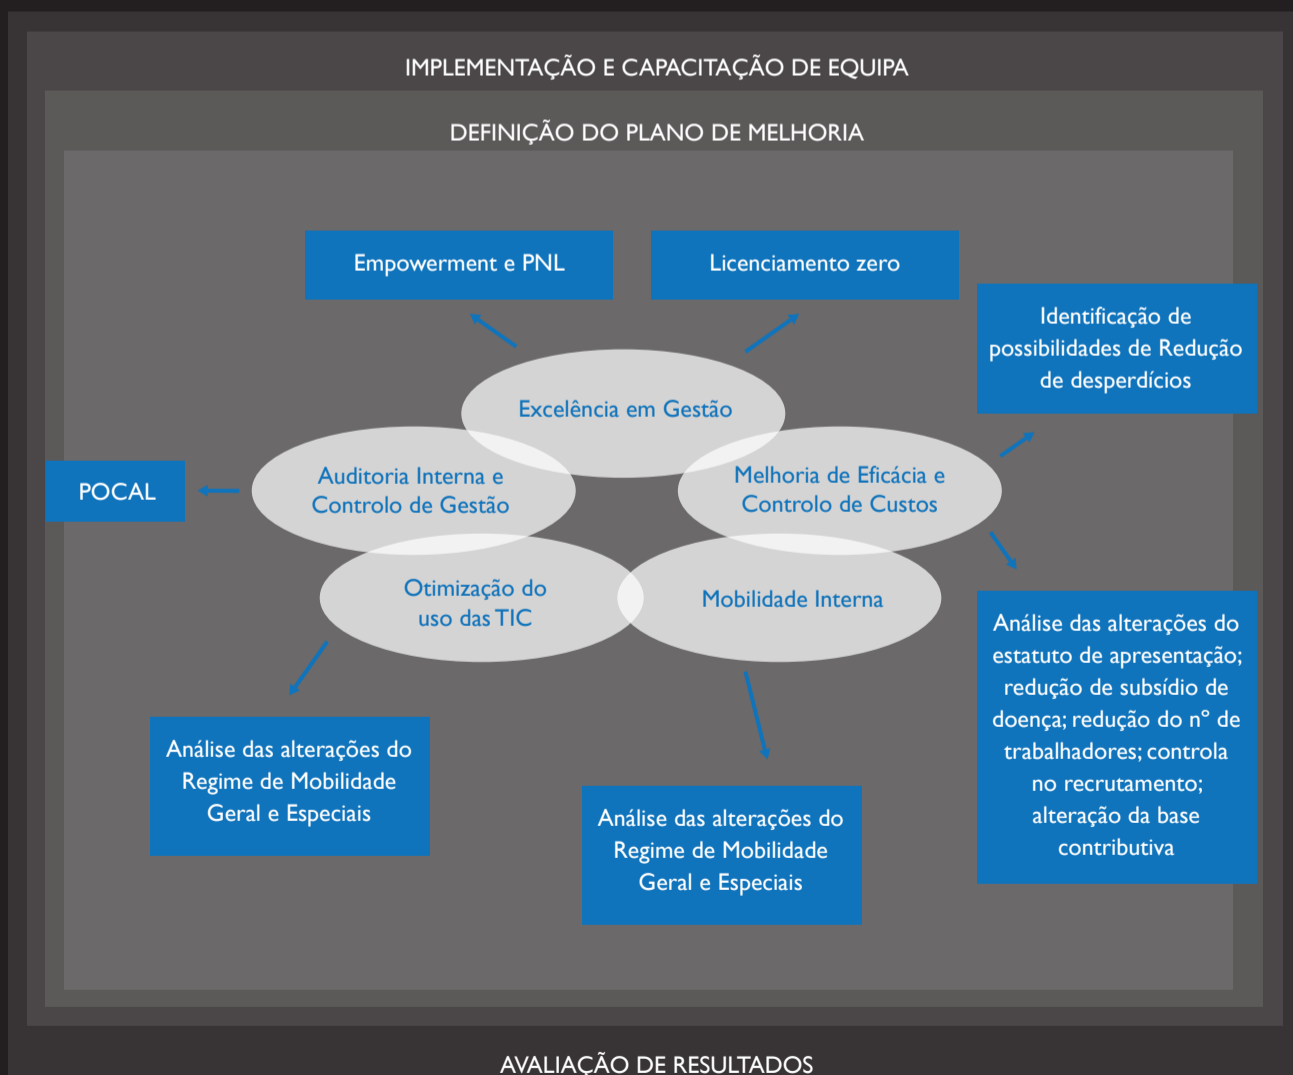 IMPLEMENTAÇÃO E CAPACITAÇÃO DE EQUIPA
DEFINIÇÃO DO PLANO DE MELHORIA
Empowerment e PNL
Licenciamento zero
Identificação de
possibilidades de Redução
de desperdícios
Excelência em Gestão
Auditoria Interna e
Controlo de Gestão
Melhoria de Eficácia e
Controlo de Custos
POCAL
Otimização do
uso das TIC
Mobilidade Interna
Análise das alterações do
estatuto de apresentação;
redução de subsídio de
doença; redução do nº de
trabalhadores; controla
no recrutamento;
alteração da base
contributiva
Análise das alterações do
Regime de Mobilidade
Geral e Especiais
Análise das alterações do
Regime de Mobilidade
Geral e Especiais
AVALIAÇÃO DE RESULTADOS